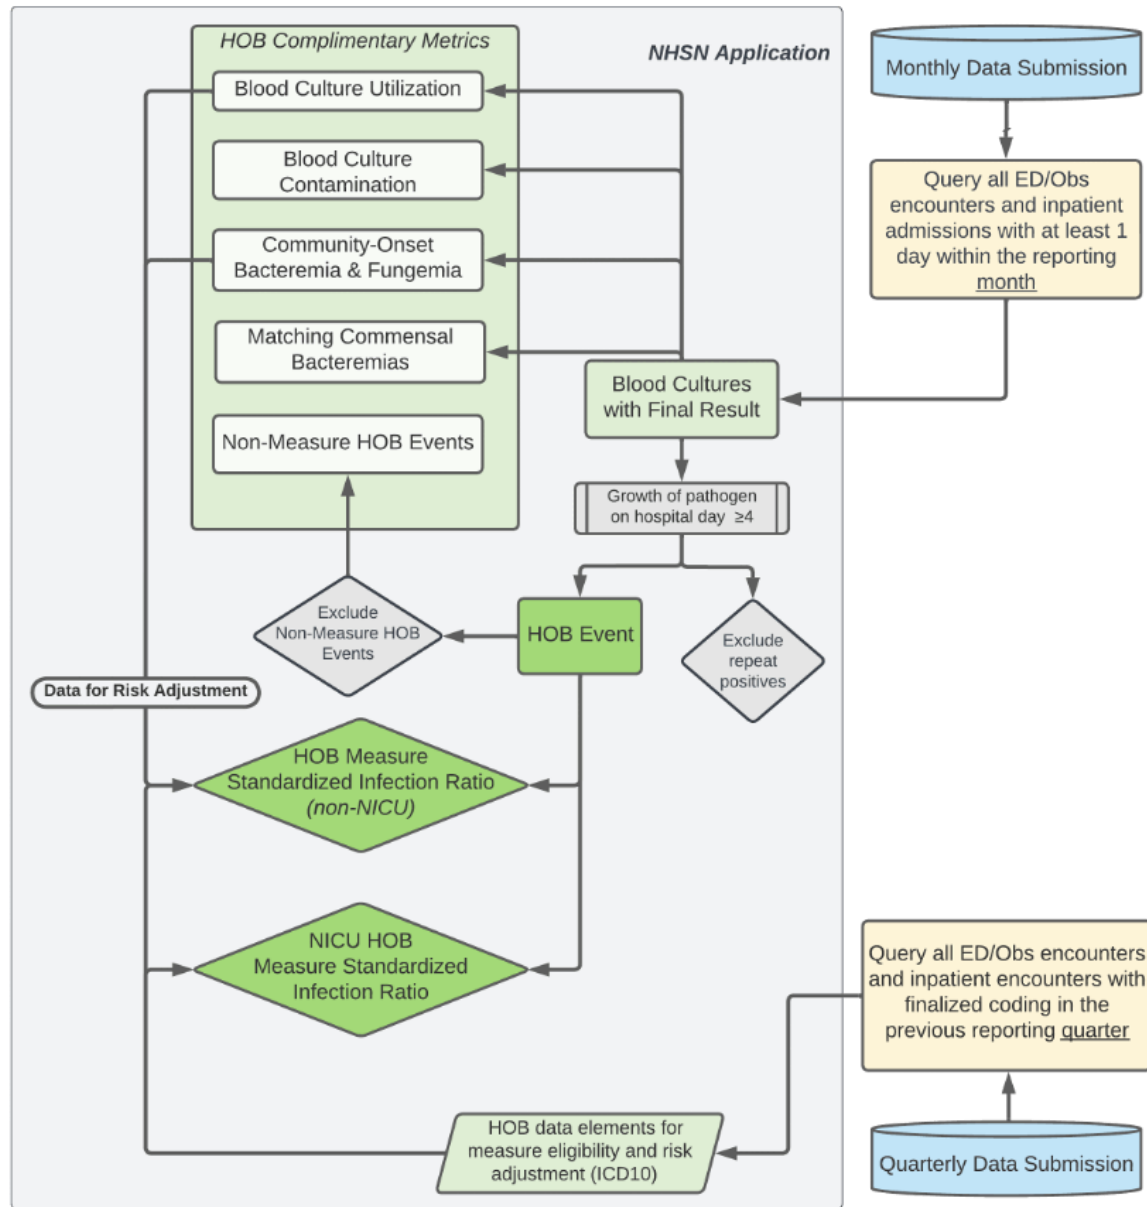 HOB Complimentary Metrics
NHSN Application
Monthly Data Submission
Blood Culture Utilization
Blood Culture
Contamination
Community-Onset
Bacteremia & Fungemia
Matching Commensal
Bacteremias
Non-Measure HOB Events
Query all ED/Obs
encounters and inpatient
admissions with at least 1
day within the reporting
month
Blood Cultures
with Final Result
Growth of pathogen
on hospital day ≥4
Exclude
Non-Measure HOB
Events
HOB Event
Exclude
repeat
positives
Data for Risk Adjustment
HOB Measure
Standardized Infection Ratio
(non-NICU)
NICU HOB
Measure Standardized
Infection Ratio
Query all ED/Obs encounters
and inpatient encounters with
finalized coding in the
previous reporting quarter
HOB data elements for
measure eligibility and risk
adjustment (ICD10)
Quarterly Data Submission